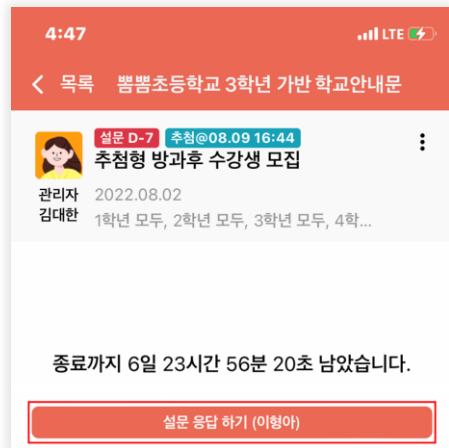 4:47 LTE
목록 뽐뽐초등학교 3학년 가반 학교안내문
설문 D-7 추첨@08.09 16:44
추첨형 방과후 수강생 모집
관리자 2022.08.02
김대한 1학년 모두, 2학년 모두, 3학년 모두, 4학...
종료까지 6일 23시간 56분 20초 남았습니다.
설문 응답 하기 (이형아)